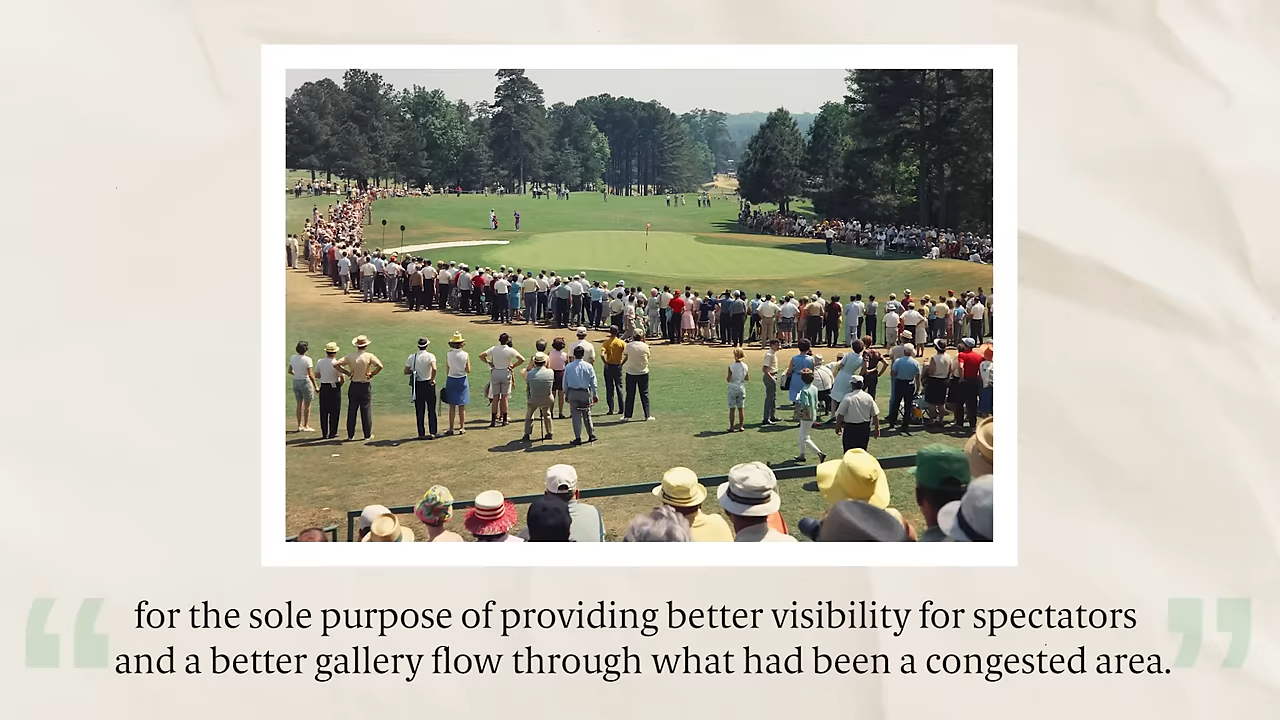 “ for the sole purpose of providing better visibility for spectators
and a better gallery flow through what had been a congested area. ”